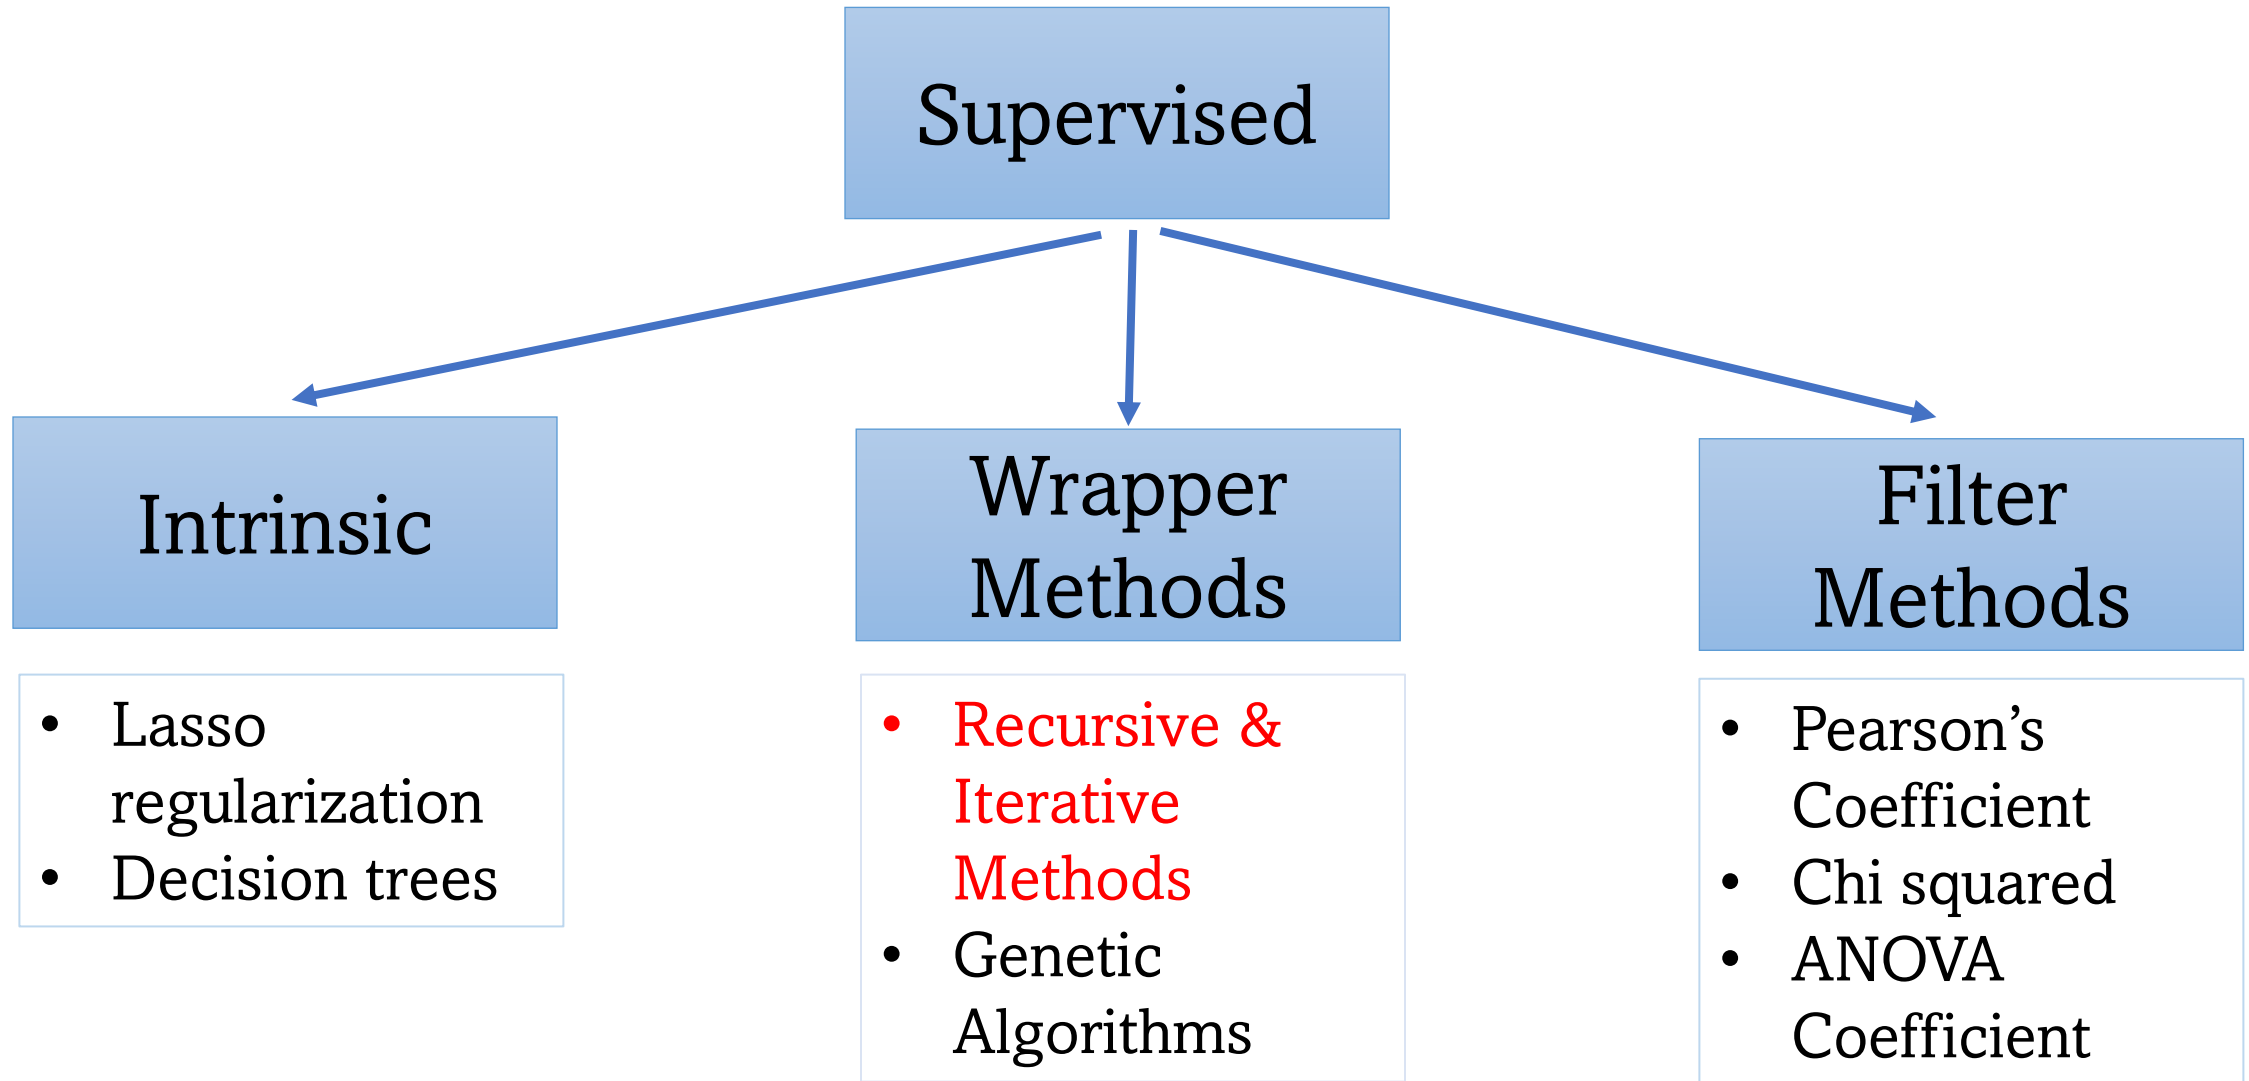 Supervised
Intrinsic
Wrapper
Methods
Filter
Methods
• Lasso
regularization
• Decision trees
• Recursive &
Iterative
Methods
• Genetic
Algorithms
• Pearson’s
Coefficient
• Chi squared
• ANOVA
Coefficient